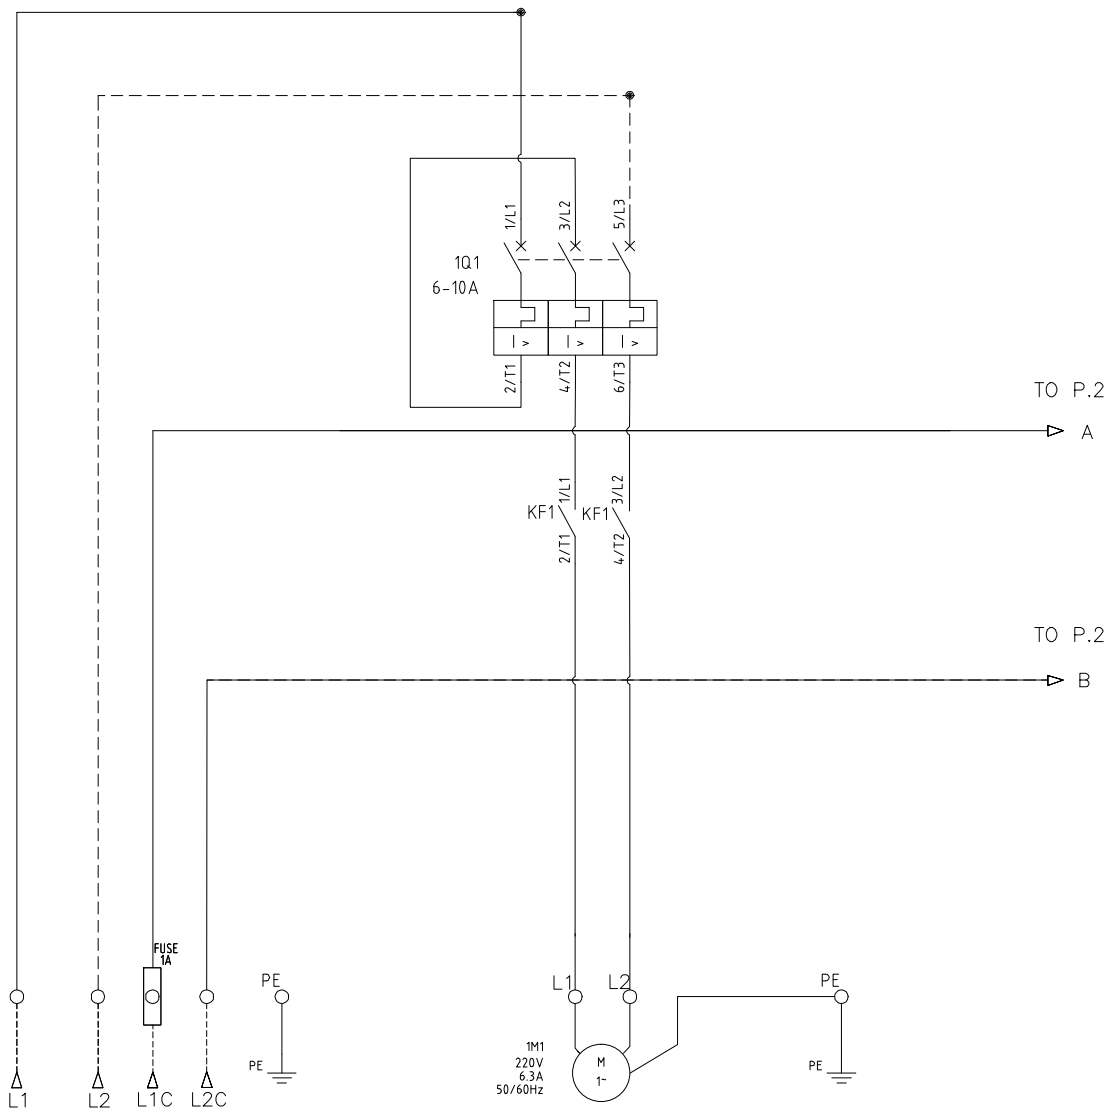 1/L1
3/L2
5/L3
1Q1
6-10A
I >
I >
I >
2/T1
4/T2
6/T3
TO P.2
A
1/L1
3/L2
KF1
KF1
2/T1
4/T2
TO P.2
B
FUSE
1A
PE
L1
L2
PE
1M1
220V
6.3A
50/60Hz
M
1~
PE
PE
L1
L2
L1C
L2C